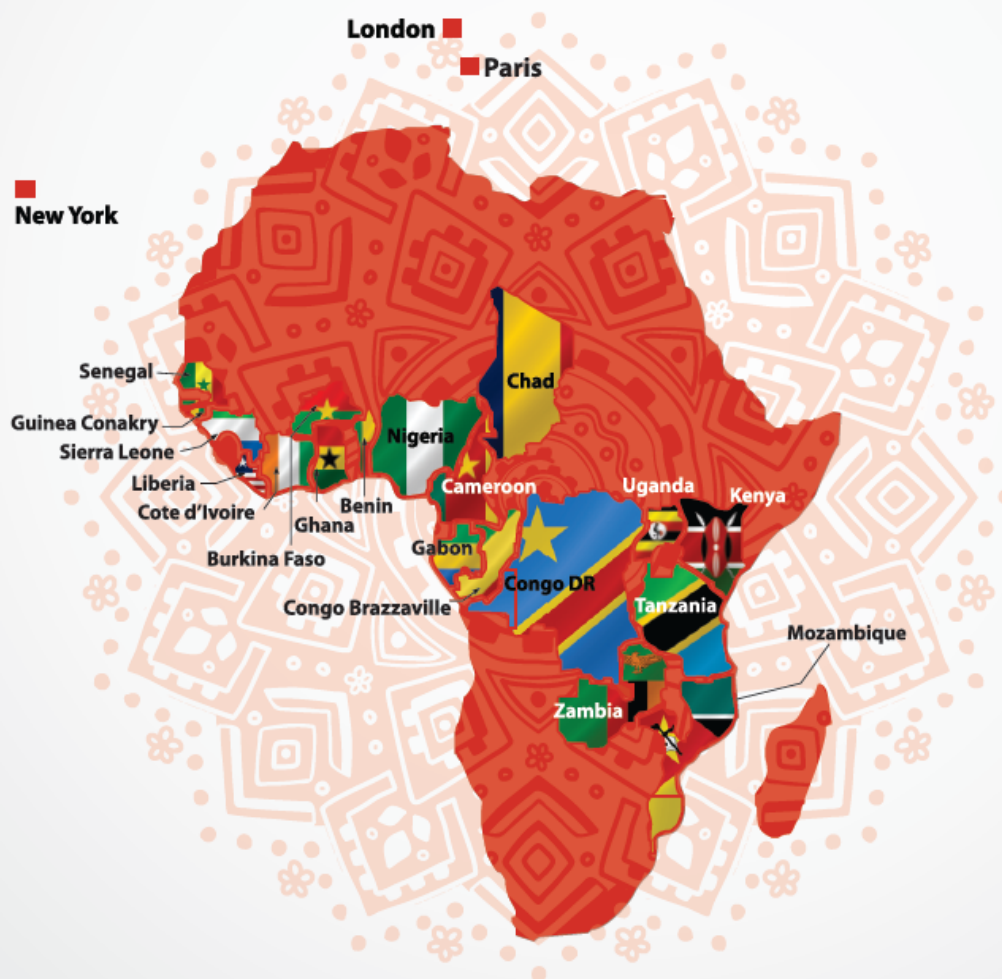 London
Paris
New York
Senegal
Guinea Conakry
Sierra Leone
Liberia
Cote d'Ivoire
Burkina Faso
Ghana
Benin
Nigeria
Chad
Cameroon
Gabon
Congo Brazzaville
Congo DR
Uganda
Kenya
Tanzania
Mozambique
Zambia